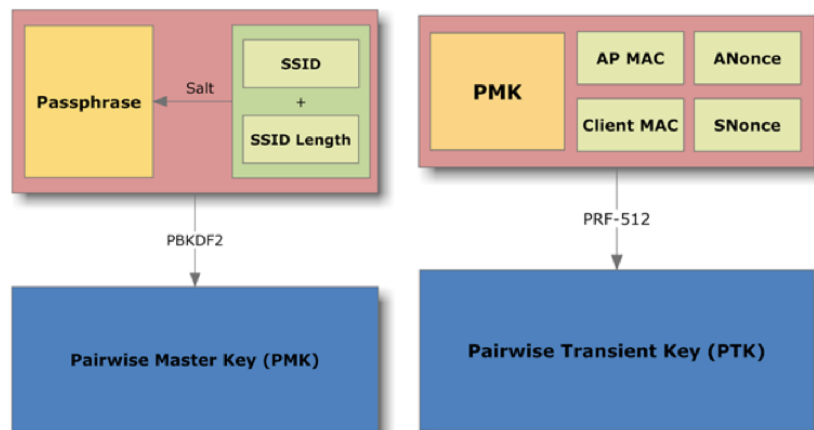 Passphrase
Salt
SSID
+
SSID Length
PBKDF2
Pairwise Master Key (PMK)
PMK
AP MAC
ANonce
Client MAC
SNonce
PRF-512
Pairwise Transient Key (PTK)